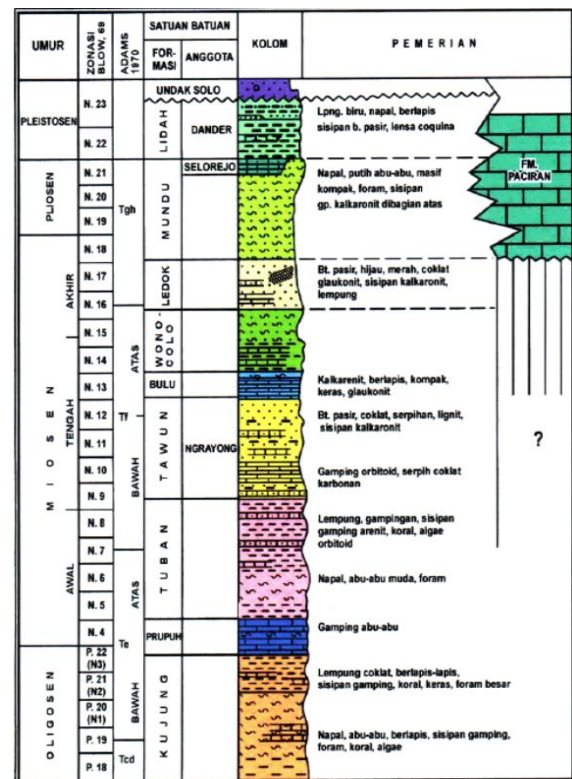 UMUR
ZONASI BLOW, 69
ADAMS 1970
SATUAN BATUAN
FOR-
MASI
ANGGOTA
KOLOM
PEMERIAN
PLEISTOSEN
PLIOSEN
MIOSEN
AKHIR
TENGAH
AWAL
OLIGOSEN
N. 23
N. 22
N. 21
N. 20
N. 19
N. 18
N. 17
N. 16
N. 15
N. 14
N. 13
N. 12
N. 11
N. 10
N. 9
N. 8
N. 7
N. 6
N. 5
N. 4
P. 22
(N3)
P. 21
(N2)
P. 20
(N1)
P. 19
P. 18
Tgh
Tf
ATAS
BAWAH
Te
ATAS
BAWAH
Tcd
UNDAK SOLO
LIDAH
DANDER
SELOREJO
MUNDU
LEDOK
WONO-
COLO
BULU
TAWUN
NGRAYONG
TUBAN
PRUPUH
KUJUNG
Lpng. biru, napal, berlapis
sisipan b. pasir, lensa coquina
Napal, putih abu-abu, masif
kompak, foram, sisipan
gp. kalkaronit dibagian atas
Bt. pasir, hijau, merah, coklat
glaukonit, sisipan kalkaronit,
lempung
Kalkarenit, berlapis, kompak,
keras, glaukonit
Bt. pasir, coklat, serpihan, lignit,
sisipan kalkaronit
Gamping orbitoid, serpih coklat
karbonan
Lempung, gampingan, sisipan
gamping arenit, koral, algae
orbitoid
Napal, abu-abu muda, foram
Gamping abu-abu
Lempung coklat, berlapis-lapis,
sisipan gamping, koral, keras, foram besar
Napal, abu-abu, berlapis, sisipan gamping,
foram, koral, algae
FM.
PACIRAN
?